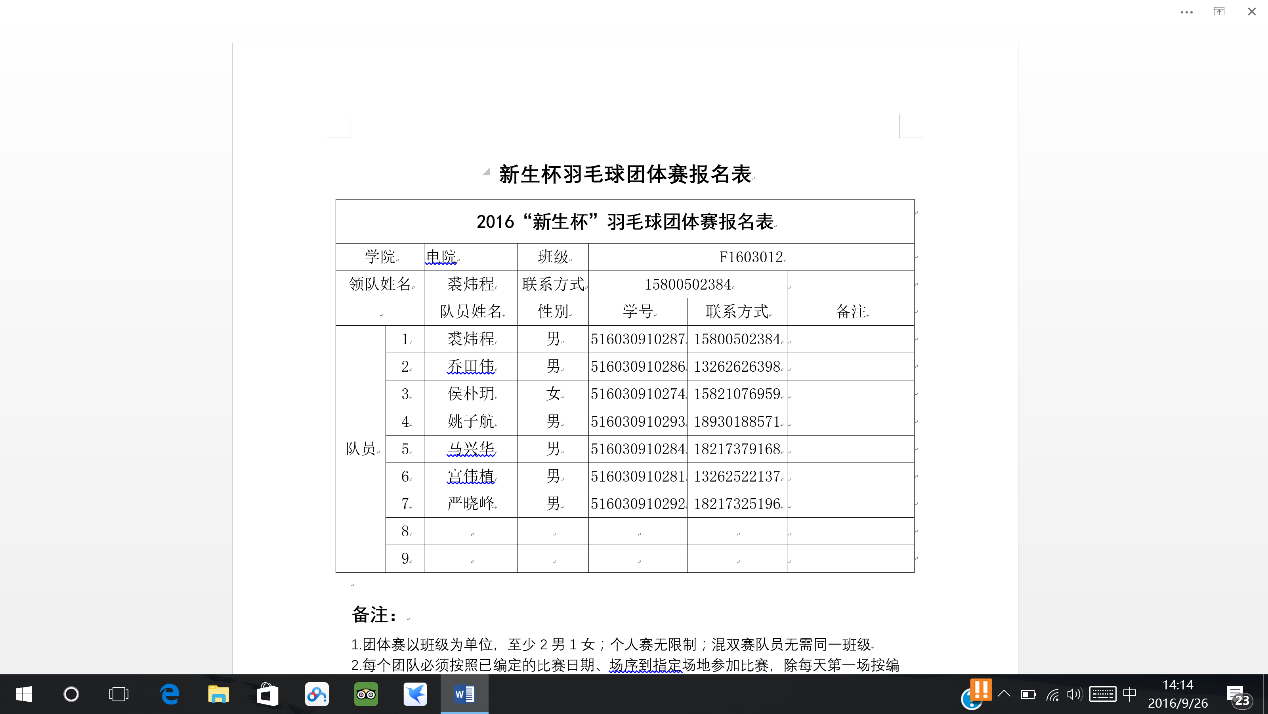 新生杯羽毛球团体赛报名表
2016“新生杯”羽毛球团体赛报名表
学院 电院 班级 F1603012
领队姓名 裘炜程 联系方式 15800502384
队员姓名 性别 学号 联系方式 备注
队员
1 裘炜程 男 516030910287 15800502384
2 乔田伟 男 516030910286 13262626398
3 侯朴玥 女 516030910274 15821076959
4 姚子航 男 516030910293 18930188571
5 马兴华 男 516030910284 18217379168
6 宫伟植 男 516030910281 13262522137
7 严晓峰 男 516030910292 18217325196
8
9
备注：
1.团体赛以班级为单位，至少2男1女；个人赛无限制；混双赛队员无需同一班级
2.每个团队必须按照已编定的比赛日期、场序到指定场地参加比赛，除每天第一场按编
中
14:14
2016/9/26
23